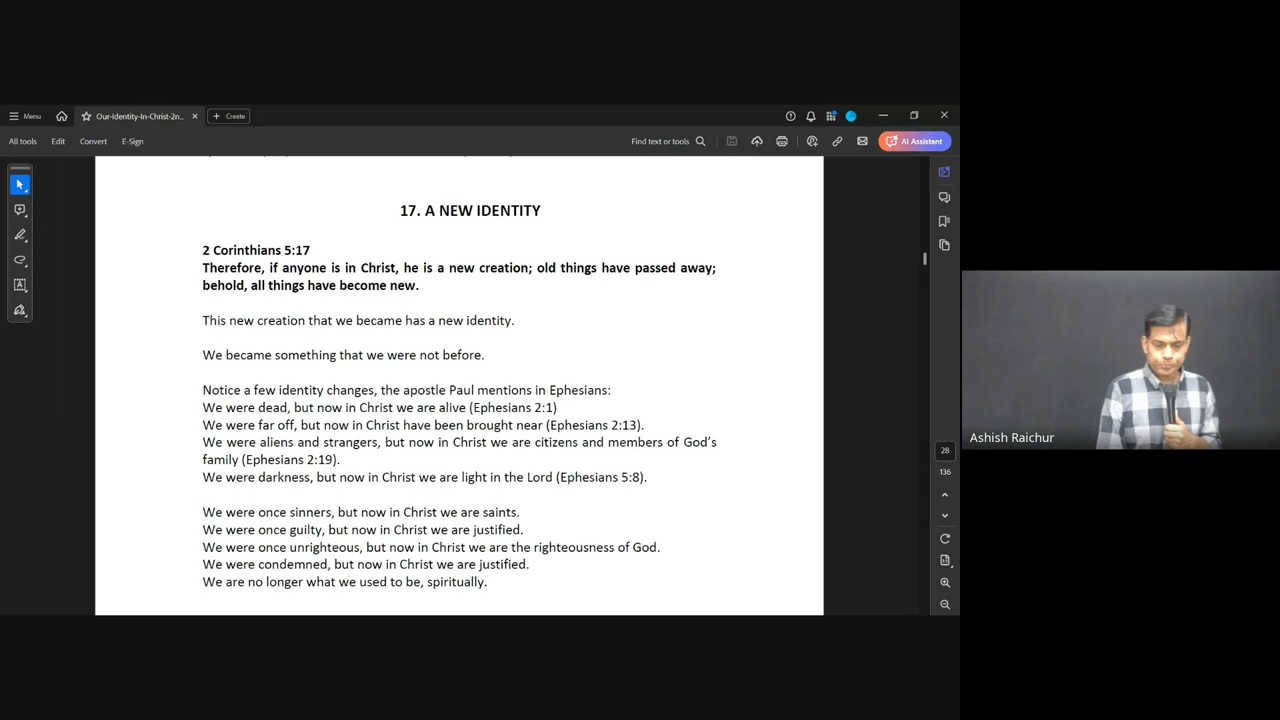 Menu
Our-Identity-In-Christ-2n...
Create
All tools
Edit
Convert
E-Sign
Find text or tools
AI Assistant
17. A NEW IDENTITY
2 Corinthians 5:17
Therefore, if anyone is in Christ, he is a new creation; old things have passed away;
behold, all things have become new.
This new creation that we became has a new identity.
We became something that we were not before.
Notice a few identity changes, the apostle Paul mentions in Ephesians:
We were dead, but now in Christ we are alive (Ephesians 2:1)
We were far off, but now in Christ have been brought near (Ephesians 2:13).
We were aliens and strangers, but now in Christ we are citizens and members of God's
family (Ephesians 2:19).
We were darkness, but now in Christ we are light in the Lord (Ephesians 5:8).
We were once sinners, but now in Christ we are saints.
We were once guilty, but now in Christ we are justified.
We were once unrighteous, but now in Christ we are the righteousness of God.
We were condemned, but now in Christ we are justified.
We are no longer what we used to be, spiritually.
28
136
Ashish Raichur